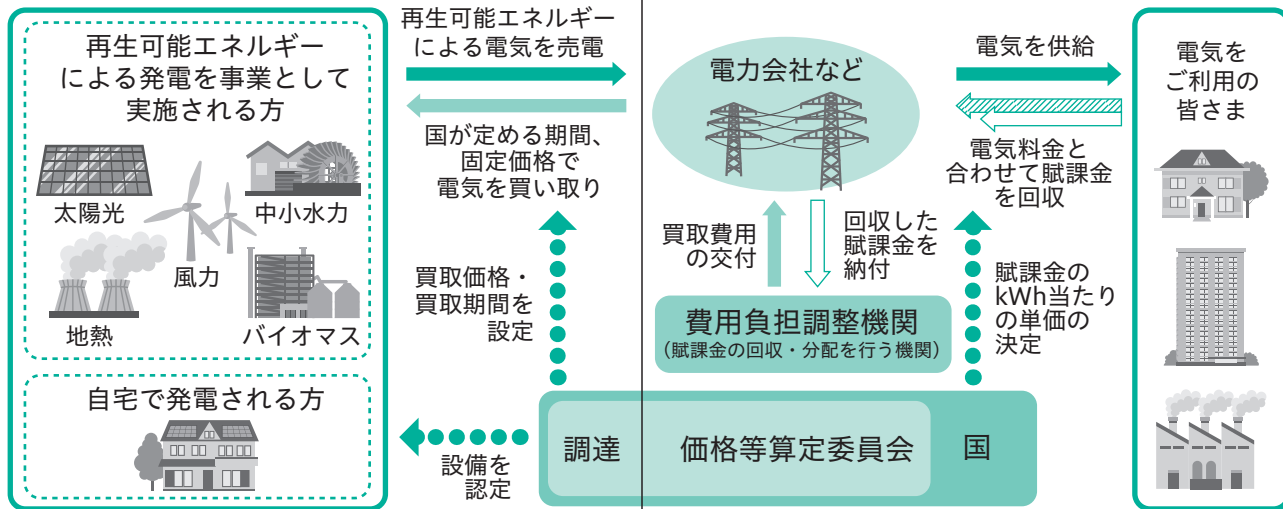 再生可能エネルギー
による発電を事業として
実施される方
太陽光
中小水力
風力
地熱
バイオマス
自宅で発電される方
再生可能エネルギー
による電気を売電
国が定める期間、
固定価格で
電気を買い取り
買取価格・
買取期間を
設定
設備を
認定
電力会社など
買取費用
の交付
回収した
賦課金を
納付
費用負担調整機関
(賦課金の回収・分配を行う機関)
調達 価格等算定委員会
国
電気を供給
電気料金と
合わせて賦課金
を回収
賦課金の
kWh当たり
の単価の
決定
電気を
ご利用の
皆さま